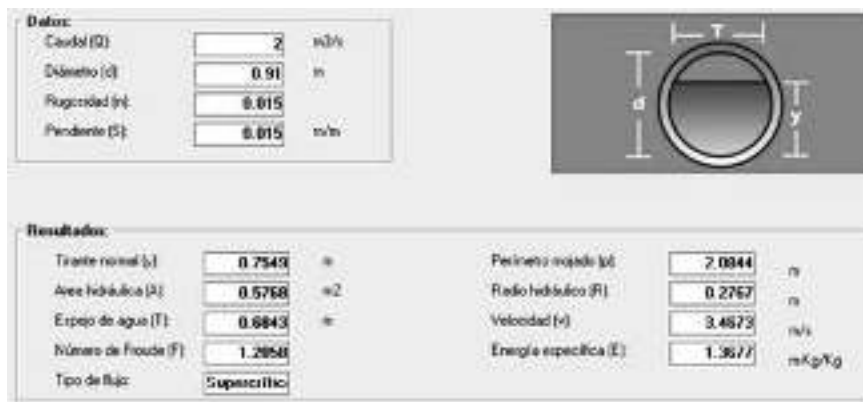 Datos:
Caudal (Q): 2 m3/s
Diámetro (d): 0.91 m
Rugosidad (n): 0.015
Pendiente (S): 0.015 m/m
T
d
y
Resultados:
Tirante normal (y): 0.7549 m
Perímetro mojado (p): 2.0844 m
Area hidráulica (A): 0.5768 m2
Radio hidráulico (R): 0.2767 m
Espejo de agua (T): 0.6843 m
Velocidad (v): 3.4673 m/s
Número de Froude (F): 1.2058
Energía específica (E): 1.3677 m-Kg/Kg
Tipo de flujo: Supercrític